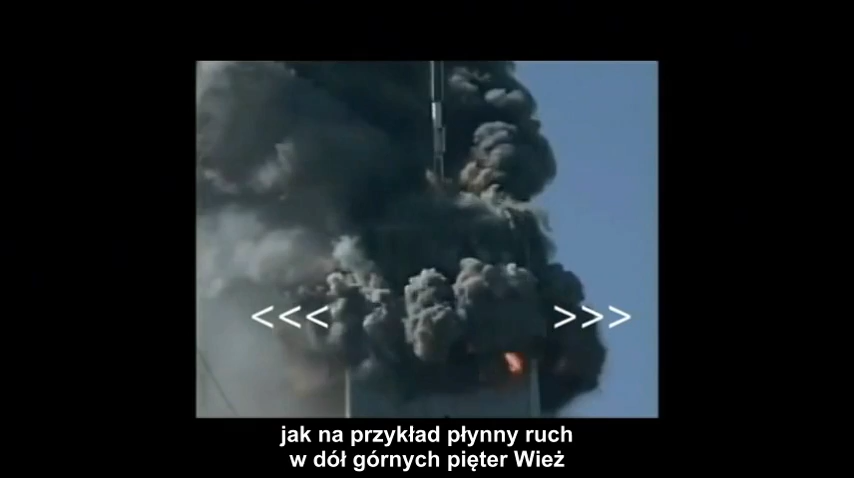 <<< >>>
jak na przykład płynny ruch
w dół górnych pięter Wież